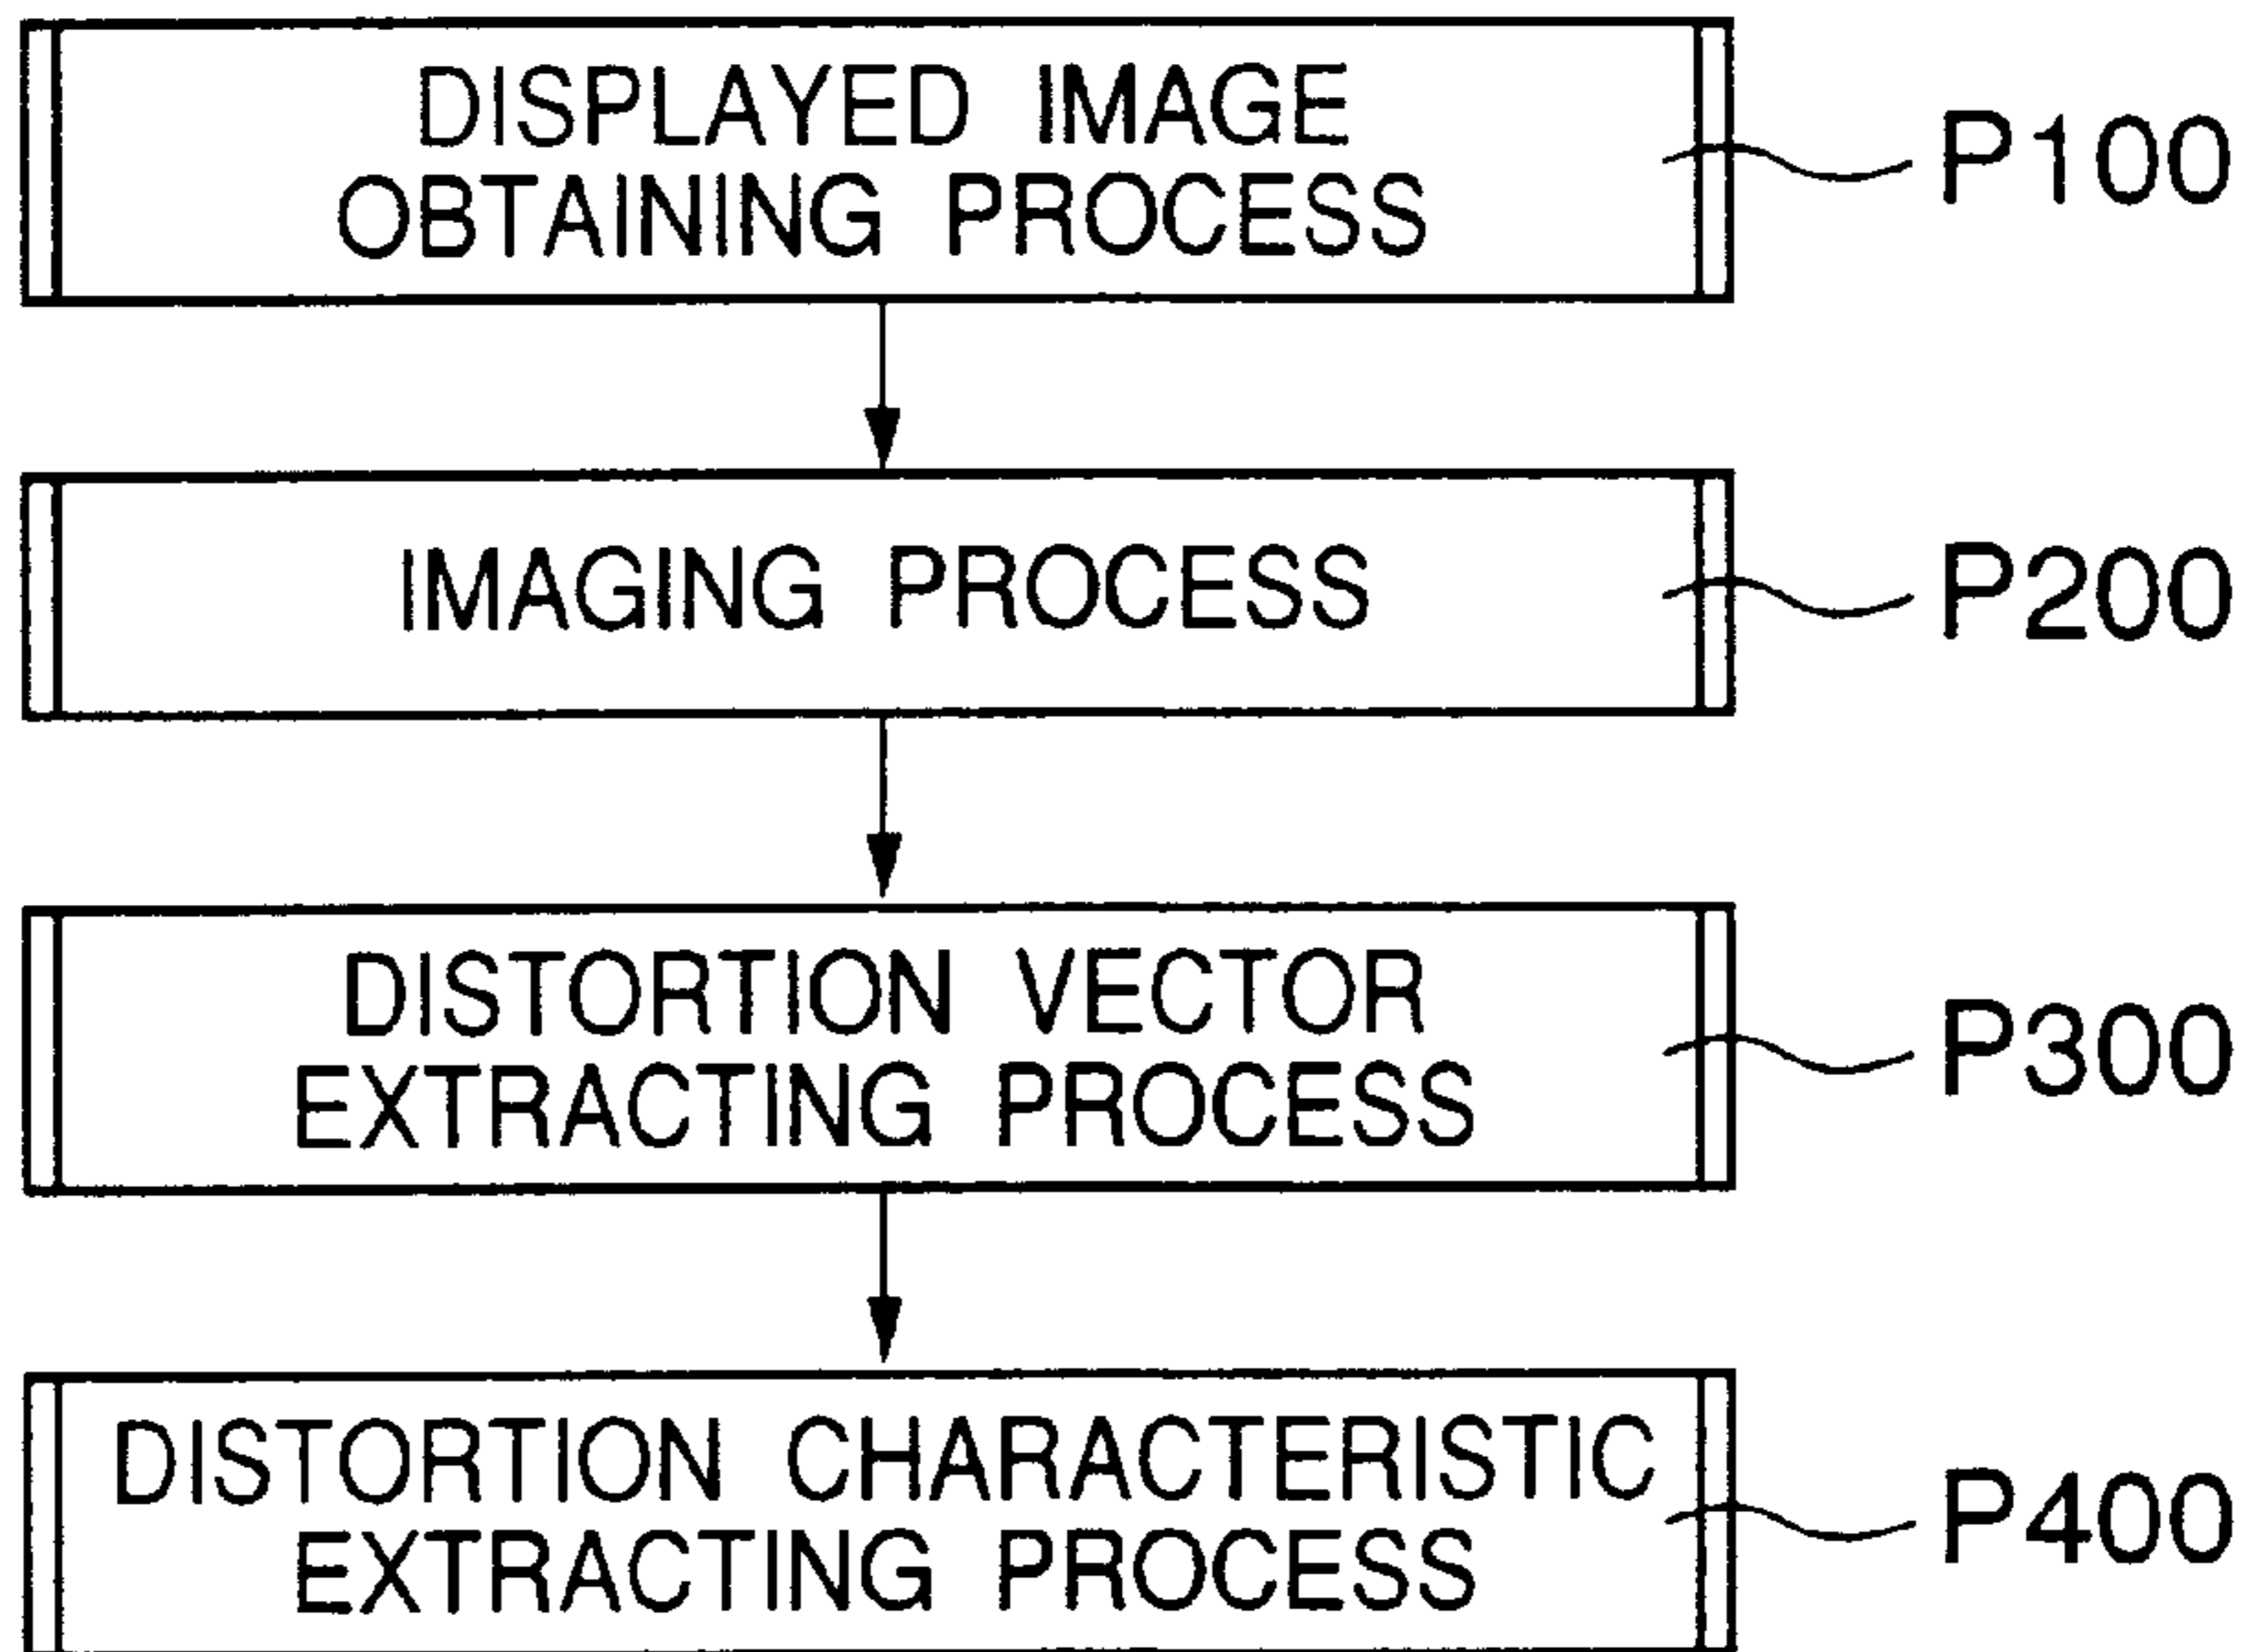 DISPLAYED IMAGE
OBTAINING PROCESS
P100
IMAGING PROCESS
P200
DISTORTION VECTOR
EXTRACTING PROCESS
P300
DISTORTION CHARACTERISTIC
EXTRACTING PROCESS
P400